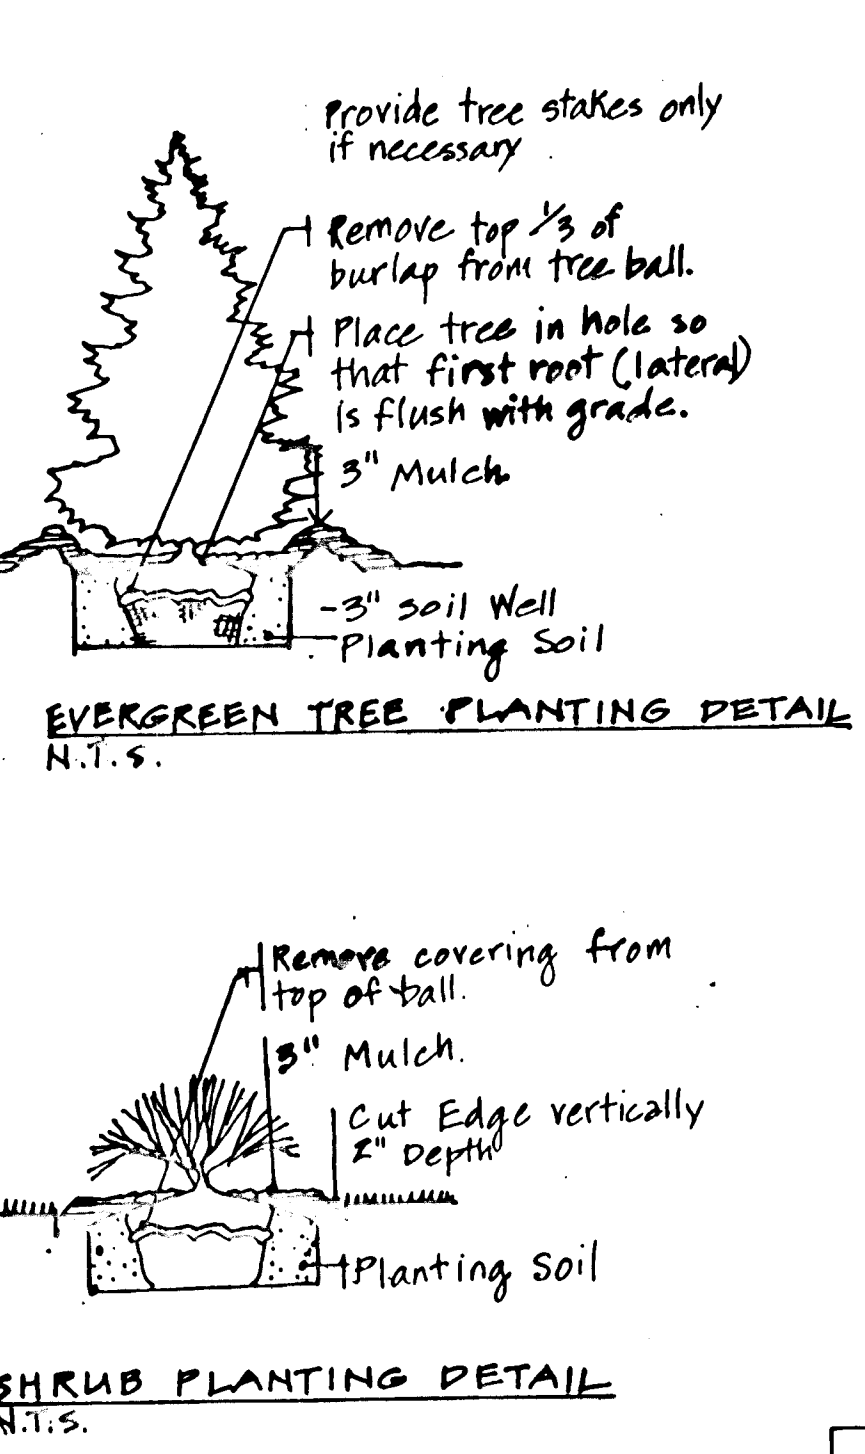 Provide tree stakes only
if necessary
Remove top 1/3 of
burlap from tree ball.
Place tree in hole so
that first root (lateral)
is flush with grade.
3" Mulch
-3" soil Well
Planting Soil
EVERGREEN TREE PLANTING DETAIL
N.T.S.
Remove covering from
top of ball.
3" Mulch.
Cut Edge vertically
2" Depth
Planting Soil
SHRUB PLANTING DETAIL
N.T.S.